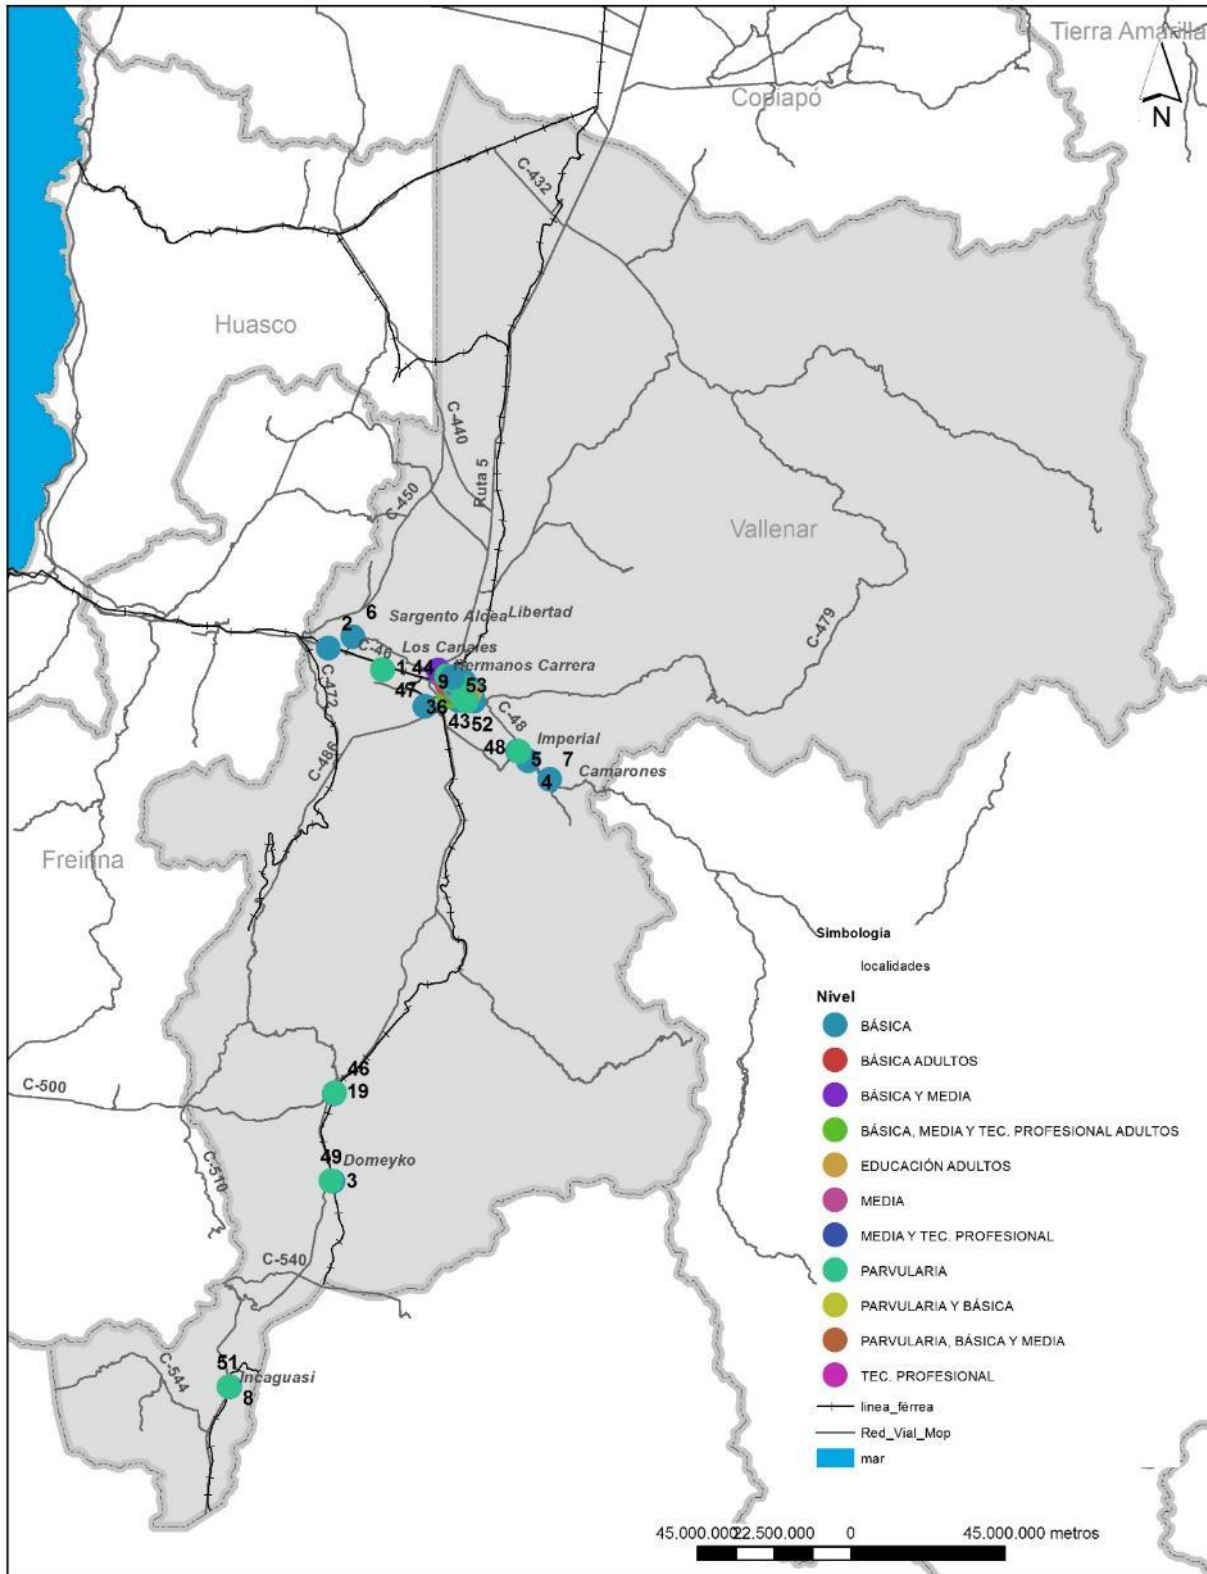 Tierra Amarilla
Copiapó
N
C-432
Huasco
C-440
Ruta 5
C-450
Vallenar
C-479
6
Sargento Aldea
Libertad
2
C-46
Los Canales
1
44
Hermanos Carrera
C-472
47
9
53
36
43
52
C-48
C-486
48
Imperial
5
7
4
Camarones
Freirina
Simbología
localidades
Nivel
BÁSICA
BÁSICA ADULTOS
BÁSICA Y MEDIA
BÁSICA, MEDIA Y TEC. PROFESIONAL ADULTOS
EDUCACIÓN ADULTOS
MEDIA
MEDIA Y TEC. PROFESIONAL
PARVULARIA
PARVULARIA Y BÁSICA
PARVULARIA, BÁSICA Y MEDIA
TEC. PROFESIONAL
linea_férrea
Red_Vial_Mop
mar
46
C-500
19
49
Domeyko
3
C-510
C-540
51
Incaguasi
C-544
8
45.000.000 22.500.000 0 45.000.000 metros